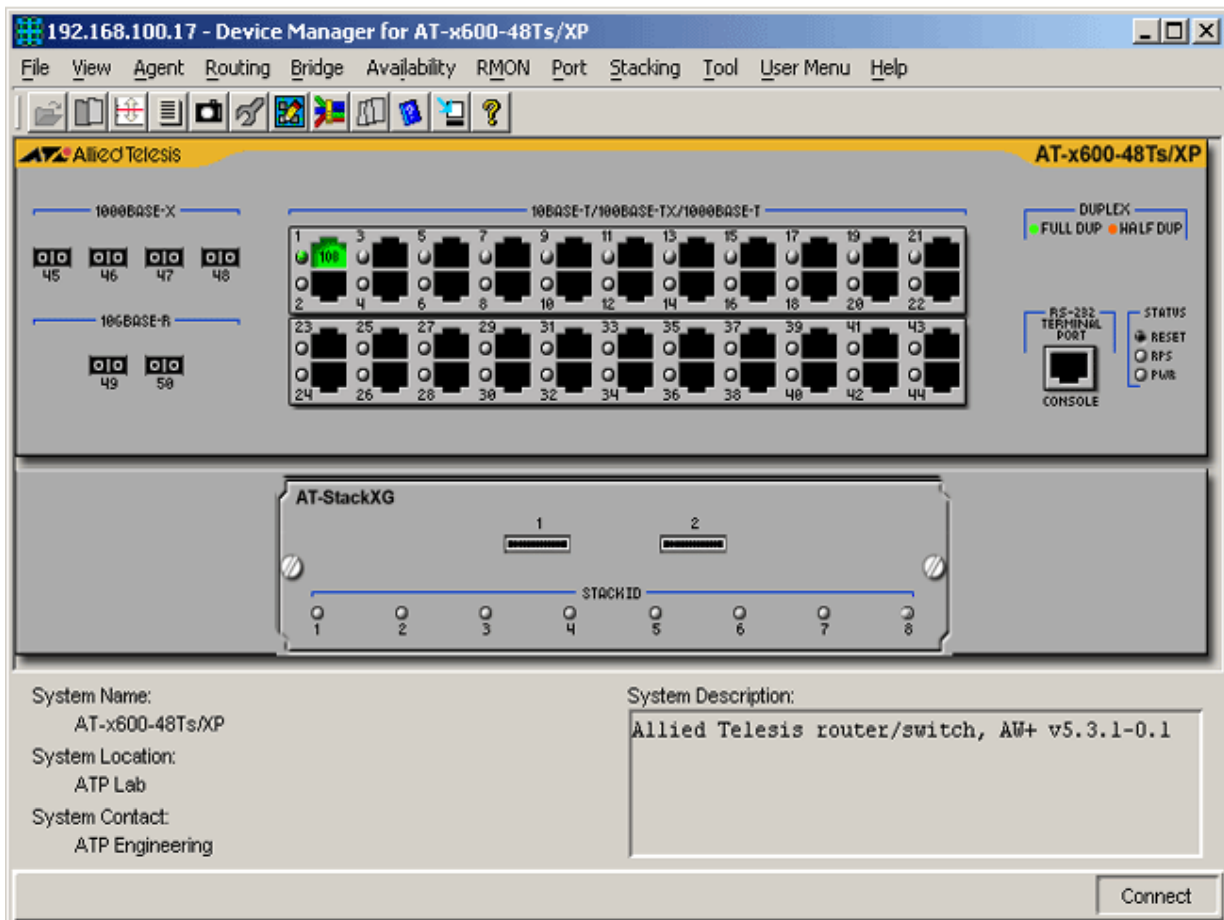 192.168.100.17 - Device Manager for AT-x600-48Ts/XP
File View Agent Routing Bridge Availability RMON Port Stacking Tool User Menu Help
Allied Telesis
AT-x600-48Ts/XP
1000BASE-X
45 46 47 48
10GBASE-R
49 50
10BASE-T/100BASE-TX/1000BASE-T
1 3 5 7 9 11 13 15 17 19 21
100
2 4 6 8 10 12 14 16 18 20 22
23 25 27 29 31 33 35 37 39 41 43
24 26 28 30 32 34 36 38 40 42 44
DUPLEX
FULL DUP HALF DUP
RS-232
TERMINAL
PORT
CONSOLE
STATUS
RESET
RPS
PWR
AT-StackXG
1 2
STACK ID
1 2 3 4 5 6 7 8
System Name:
AT-x600-48Ts/XP
System Location:
ATP Lab
System Contact:
ATP Engineering
System Description:
Allied Telesis router/switch, AW+ v5.3.1-0.1
Connect